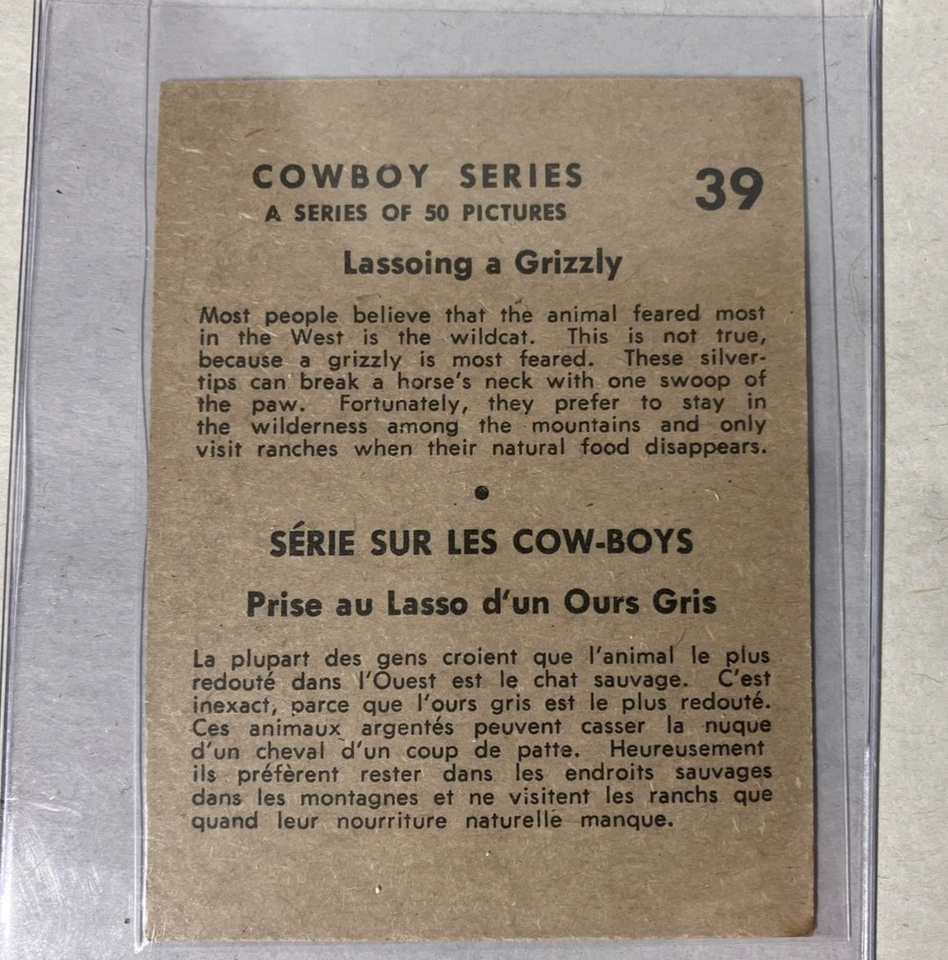 COWBOY SERIES
39
A SERIES OF 50 PICTURES
Lassoing a Grizzly
Most people believe that the animal feared most
in the West is the wildcat. This is not true,
because a grizzly is most feared. These silver-
tips can break a horse's neck with one swoop of
the paw. Fortunately, they prefer to stay in
the wilderness among the mountains and only
visit ranches when their natural food disappears.
●
SÉRIE SUR LES COW-BOYS
Prise au Lasso d'un Ours Gris
La plupart des gens croient que l'animal le plus
redouté dans l'Ouest est le chat sauvage. C'est
inexact, parce que l'ours gris est le plus redouté.
Ces animaux argentés peuvent casser la nuque
d'un cheval d'un coup de patte. Heureusement
ils préfèrent rester dans les endroits sauvages
dans les montagnes et ne visitent les ranchs que
quand leur nourriture naturelle manque.